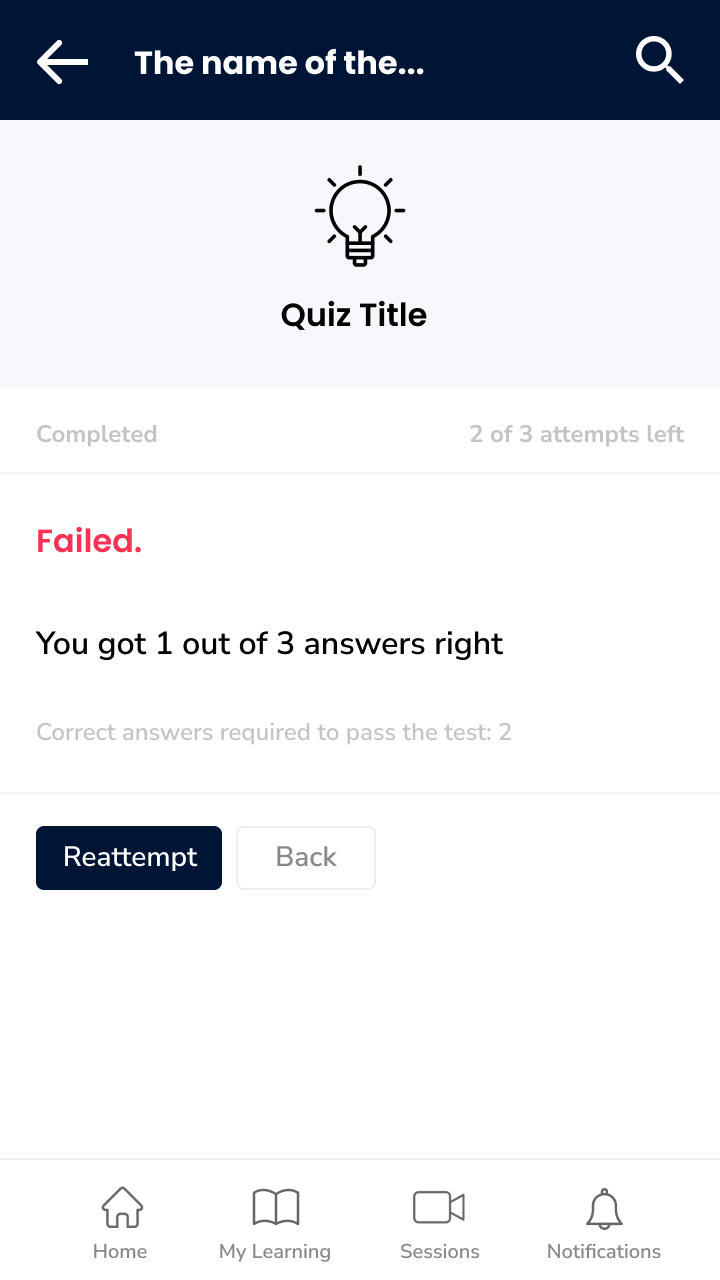 The name of the...
Quiz Title
Completed
2 of 3 attempts left
Failed.
You got 1 out of 3 answers right
Correct answers required to pass the test: 2
Reattempt
Back
Home
My Learning
Sessions
Notifications